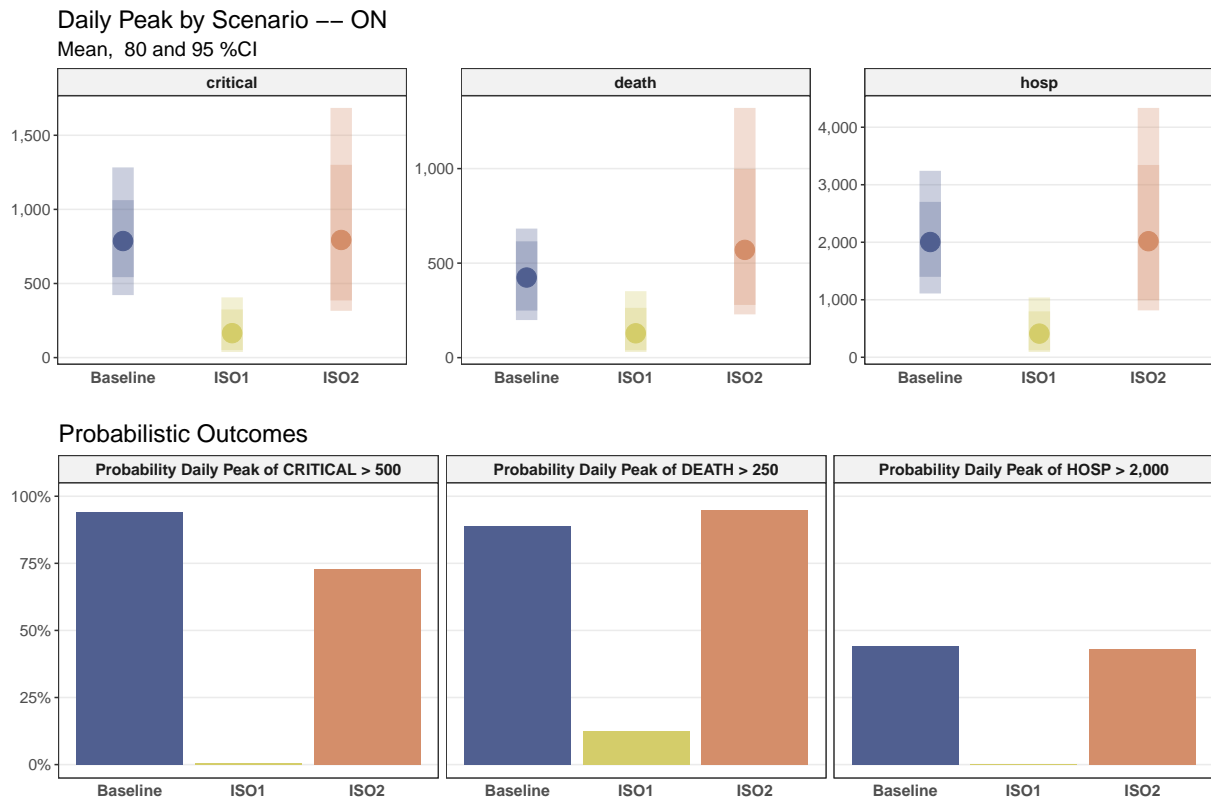 Daily Peak by Scenario −− ON
Mean,  80 and 95 %CI
critical
death
hosp
1,500
1,000
500
0
1,000
500
0
4,000
3,000
2,000
1,000
0
Baseline ISO1 ISO2
Baseline ISO1 ISO2
Baseline ISO1 ISO2
Probabilistic Outcomes
Probability Daily Peak of CRITICAL > 500
Probability Daily Peak of DEATH > 250
Probability Daily Peak of HOSP > 2,000
100%
75%
50%
25%
0%
Baseline ISO1 ISO2
Baseline ISO1 ISO2
Baseline ISO1 ISO2